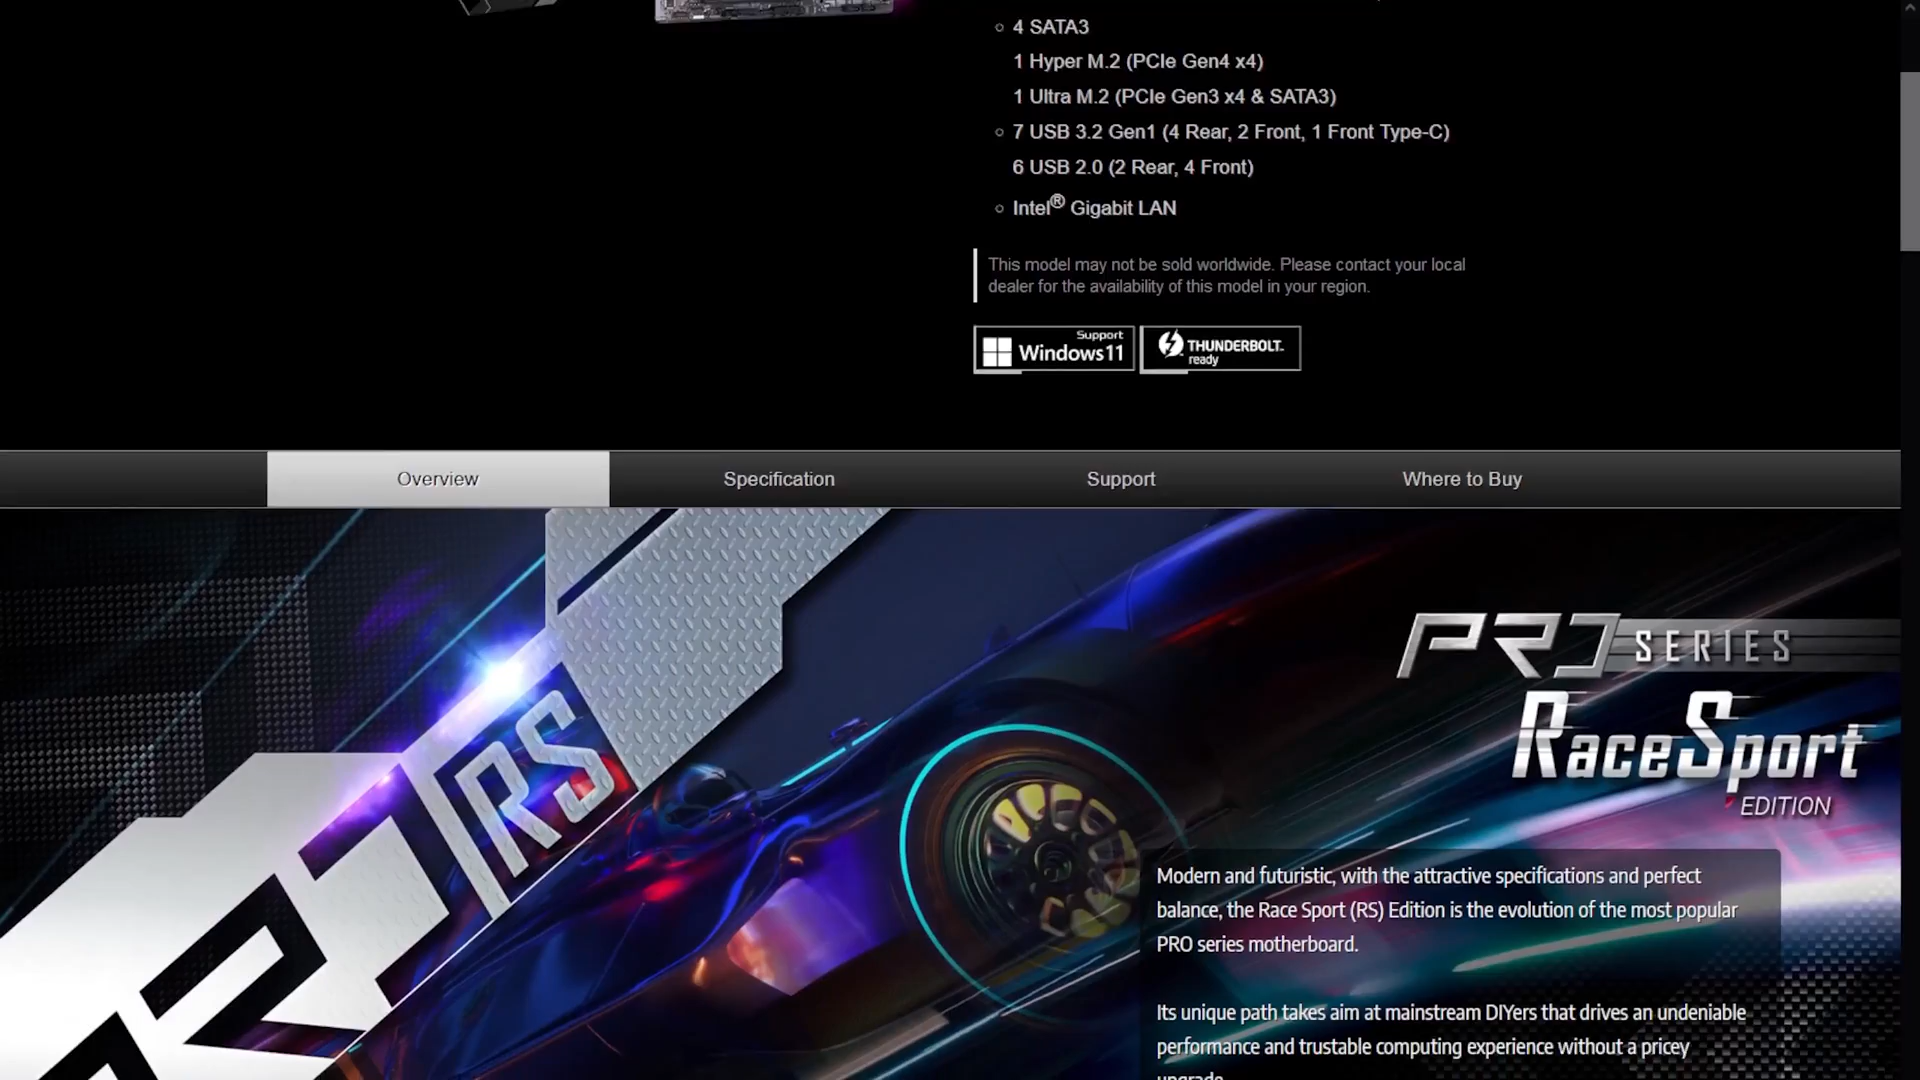 4 SATA3
1 Hyper M.2 (PCIe Gen4 x4)
1 Ultra M.2 (PCIe Gen3 x4 & SATA3)
7 USB 3.2 Gen1 (4 Rear, 2 Front, 1 Front Type-C)
6 USB 2.0 (2 Rear, 4 Front)
Intel® Gigabit LAN
This model may not be sold worldwide. Please contact your local
dealer for the availability of this model in your region.
Support
Windows 11
THUNDERBOLT™
ready
Overview
Specification
Support
Where to Buy
PRO SERIES
RaceSport
EDITION
RS
Modern and futuristic, with the attractive specifications and perfect
balance, the Race Sport (RS) Edition is the evolution of the most popular
PRO series motherboard.
Its unique path takes aim at mainstream DIYers that drives an undeniable
performance and trustable computing experience without a pricey
upgrade.